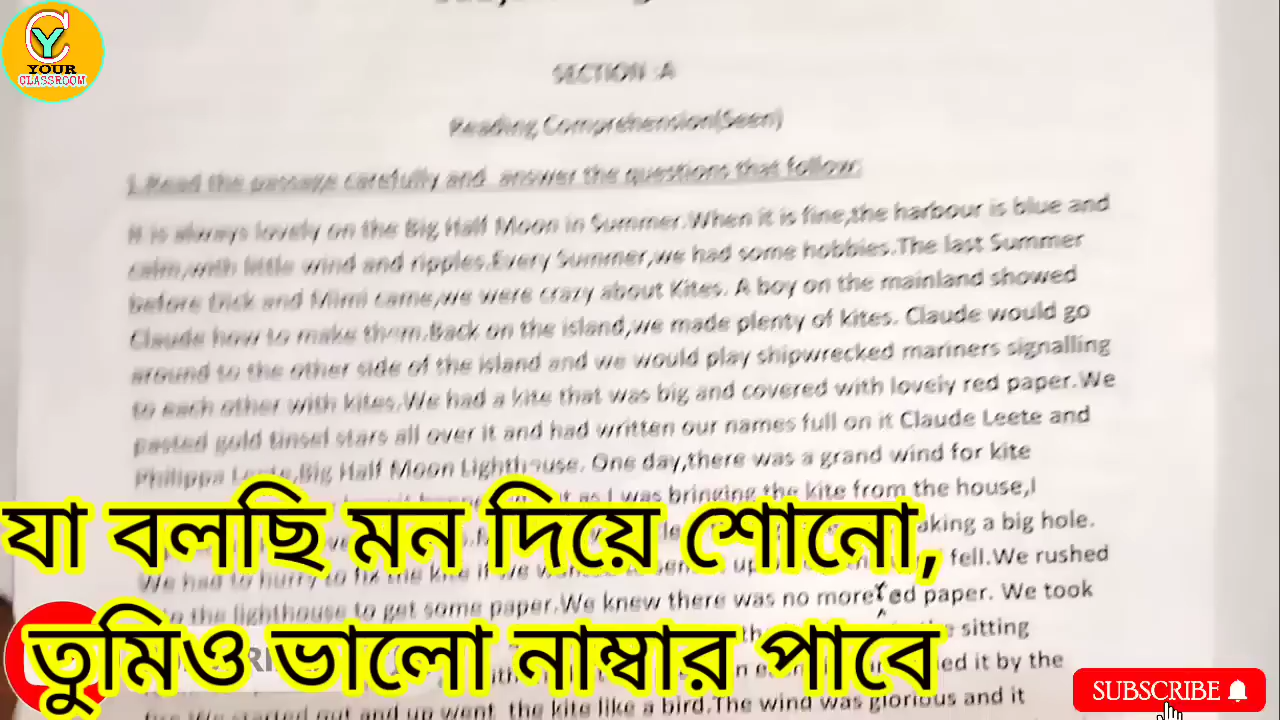 YOUR
CLASSROOM
SECTION :A
Reading Comprehension(Seen)
1.Read the passage carefully and answer the questions that follow:
It is always lovely on the Big Half Moon in Summer.When it is fine,the harbour is blue and
calm,with little wind and ripples.Every Summer,we had some hobbies.The last Summer
before Dick and Mimi came,we were crazy about Kites. A boy on the mainland showed
Claude how to make them.Back on the island,we made plenty of kites. Claude would go
around to the other side of the island and we would play shipwrecked mariners signalling
to each other with kites.We had a kite that was big and covered with lovely red paper.We
pasted gold tinsel stars all over it and had written our names full on it Claude Leete and
Philippa Leete,Big Half Moon Lighthouse. One day,there was a grand wind for kite
as I was bringing the kite from the house,I
a big hole.
We had to hurry to fix the kite if we fell.We rushed
the lighthouse to get some paper.We knew there was no more red paper. We took
sitting
it by the
We started out and up went the kite like a bird.The wind was glorious and it
যা বলছি মন দিয়ে শোনো,
তুমিও ভালো নাম্বার পাবে
SUBSCRIBE